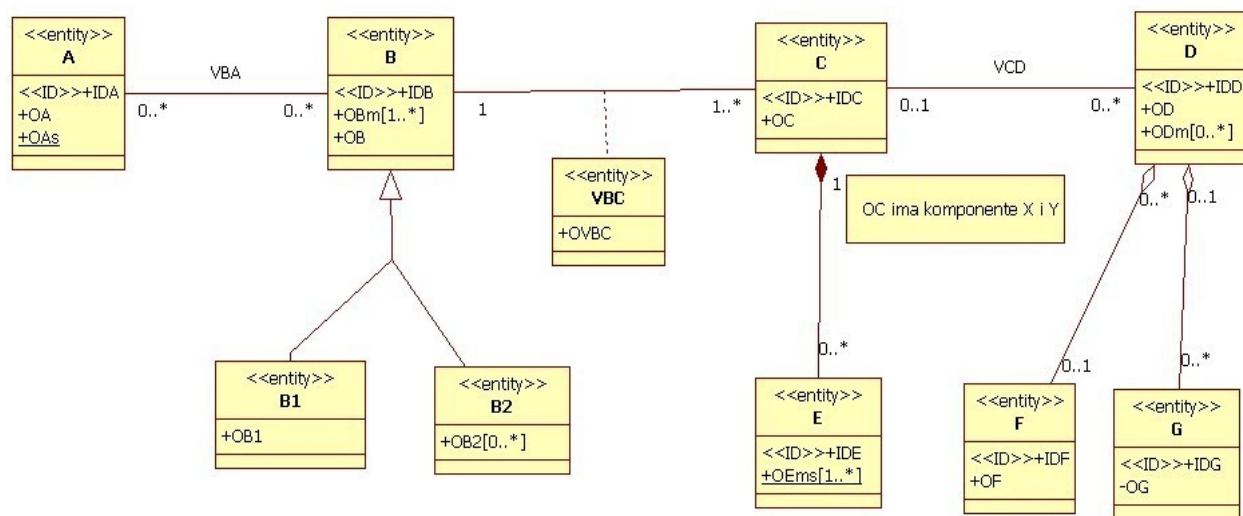 <<entity>>
A
<<ID>>+IDA
+OA
+OAs
VBA
0..*
0..*
<<entity>>
B
<<ID>>+IDB
+OBm[1..*]
+OB
1
1..*
<<entity>>
VBC
+OVBC
<<entity>>
C
<<ID>>+IDC
+OC
VCD
0..1
0..*
<<entity>>
D
<<ID>>+IDD
+OD
+ODm[0..*]
1
OC ima komponente X i Y
0..*
0..1
<<entity>>
B1
+OB1
<<entity>>
B2
+OB2[0..*]
0..*
<<entity>>
E
<<ID>>+IDE
+OEms[1..*]
0..1
<<entity>>
F
<<ID>>+IDF
+OF
0..*
<<entity>>
G
<<ID>>+IDG
-OG